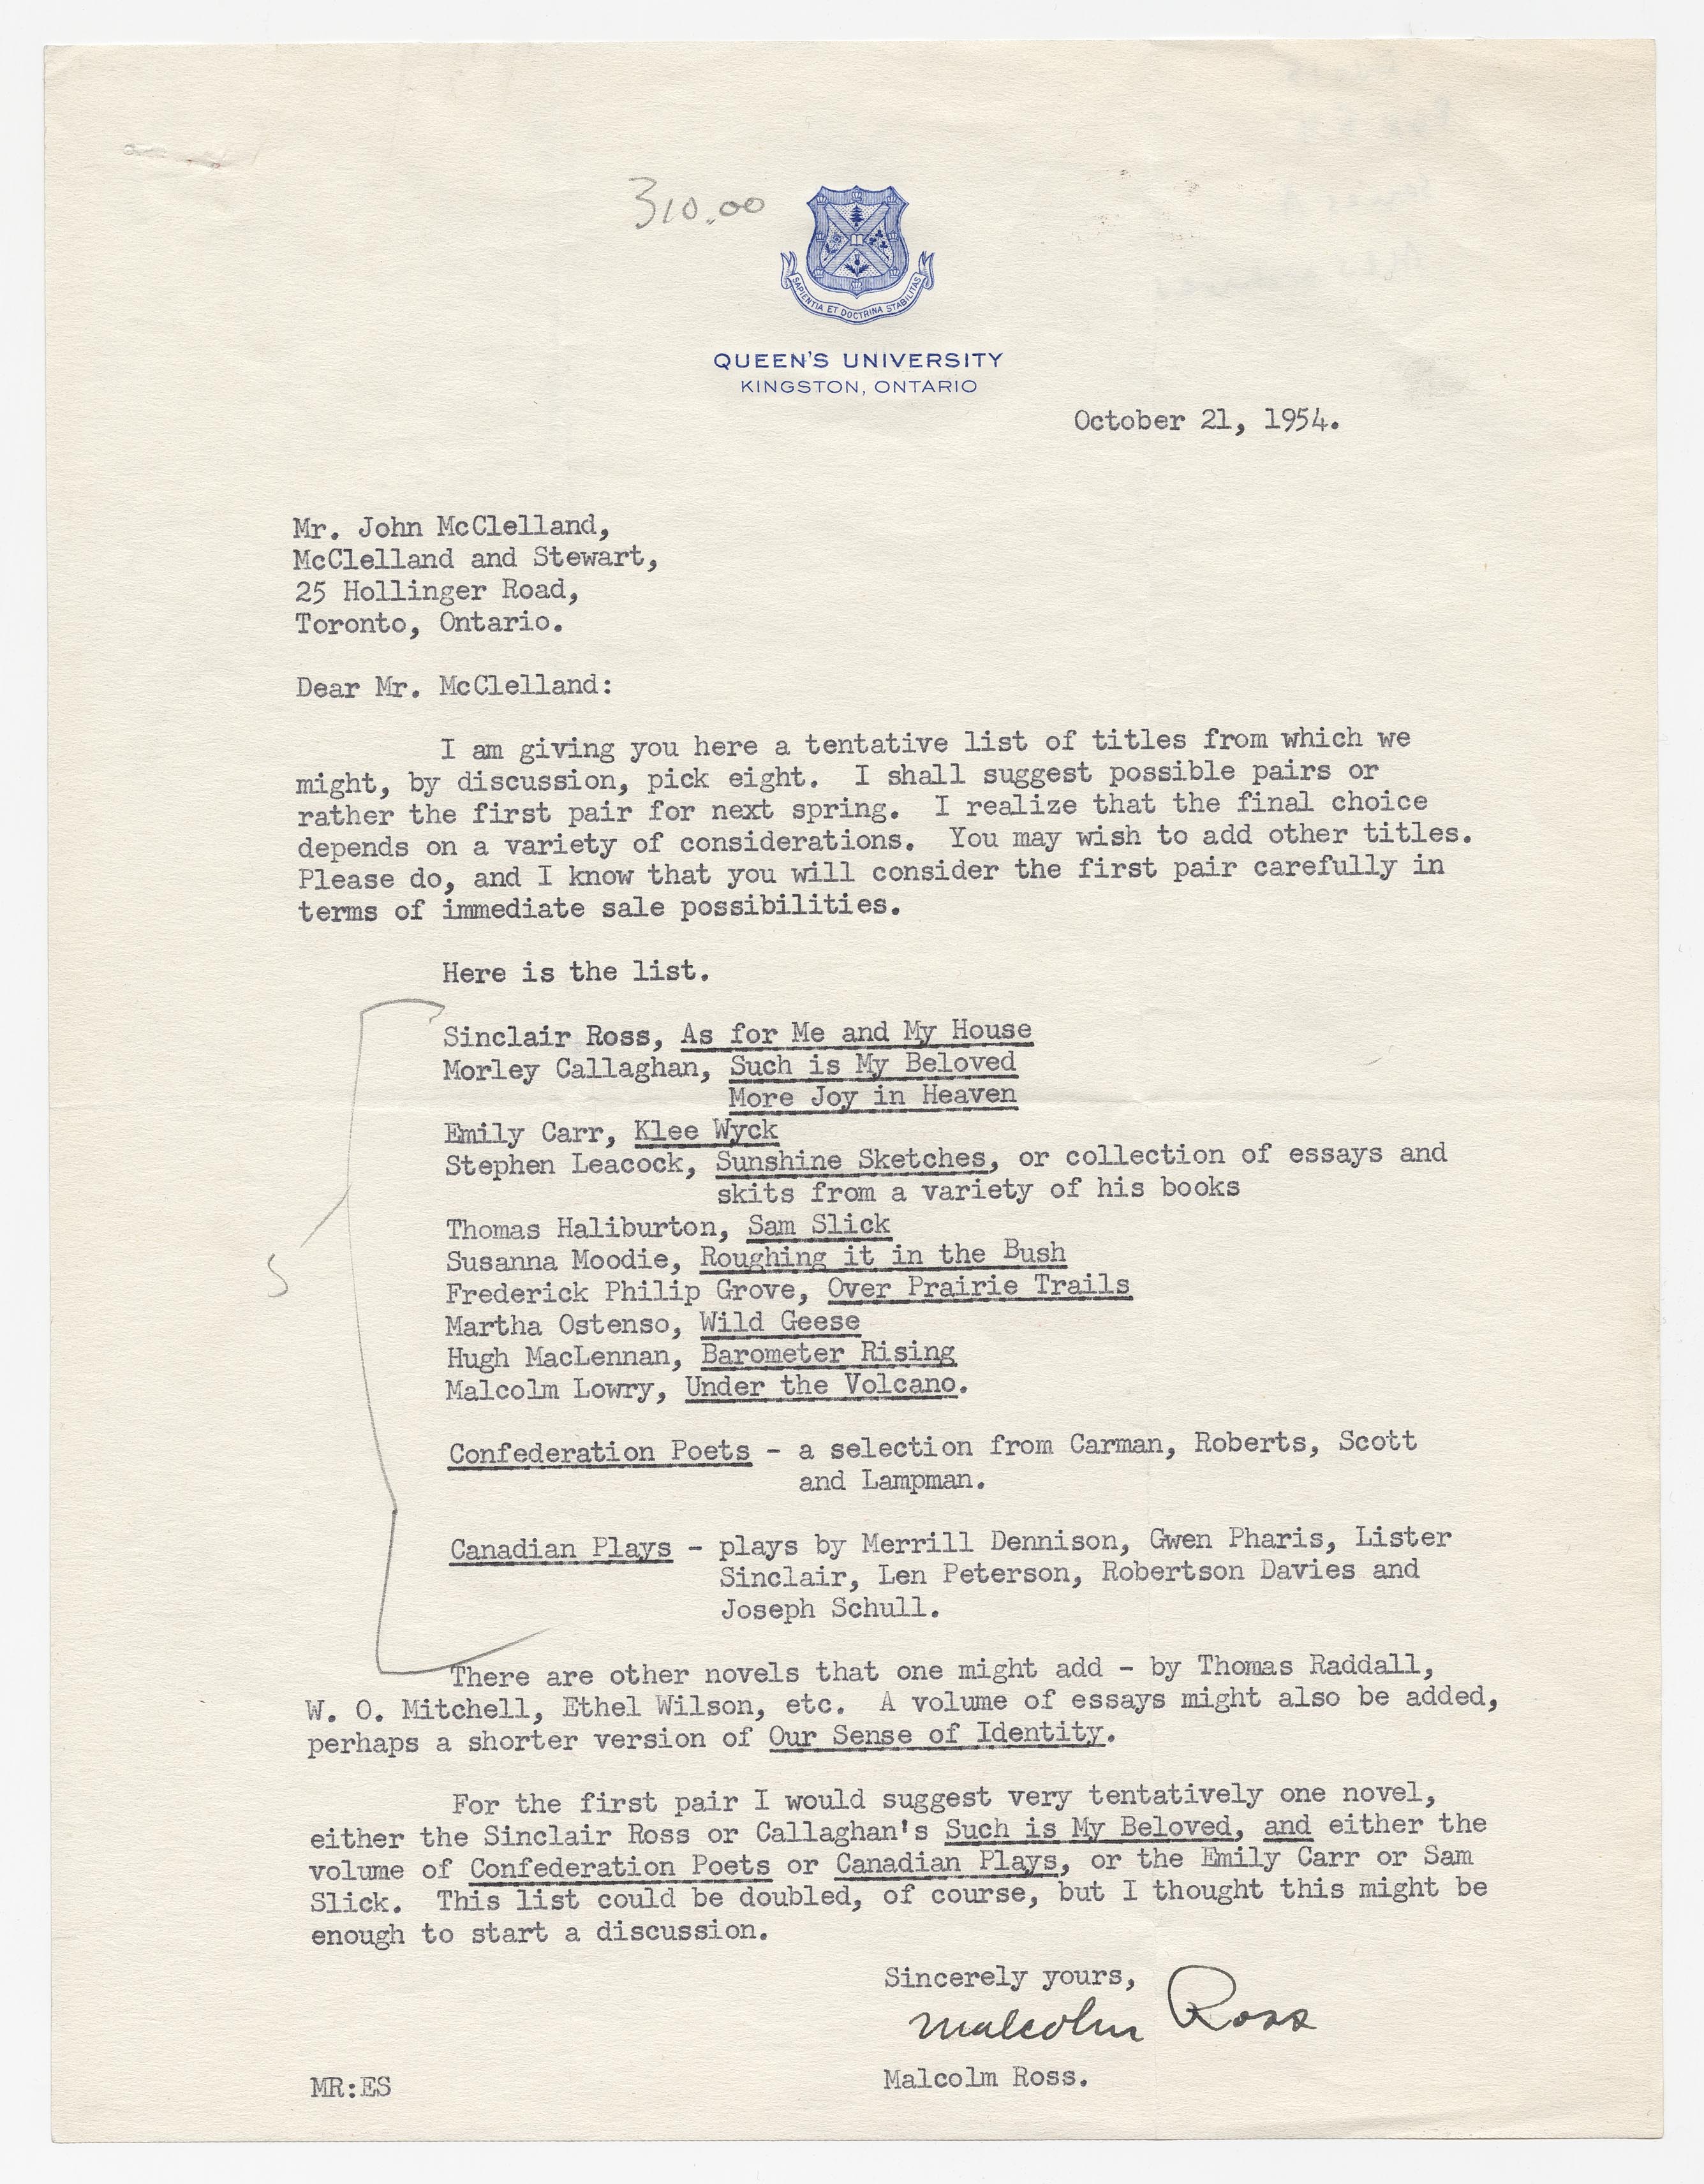 310.00
SAPIENTIA ET DOCTRINA STABILITAS
QUEEN'S UNIVERSITY
KINGSTON, ONTARIO
October 21, 1954.
Mr. John McClelland,
McClelland and Stewart,
25 Hollinger Road,
Toronto, Ontario.
Dear Mr. McClelland:
I am giving you here a tentative list of titles from which we
might, by discussion, pick eight. I shall suggest possible pairs or
rather the first pair for next spring. I realize that the final choice
depends on a variety of considerations. You may wish to add other titles.
Please do, and I know that you will consider the first pair carefully in
terms of immediate sale possibilities.
Here is the list.
Sinclair Ross, As for Me and My House
Morley Callaghan, Such is My Beloved
More Joy in Heaven
Emily Carr, Klee Wyck
Stephen Leacock, Sunshine Sketches, or collection of essays and
skits from a variety of his books
Thomas Haliburton, Sam Slick
Susanna Moodie, Roughing it in the Bush
Frederick Philip Grove, Over Prairie Trails
Martha Ostenso, Wild Geese
Hugh MacLennan, Barometer Rising
Malcolm Lowry, Under the Volcano.
Confederation Poets - a selection from Carman, Roberts, Scott
and Lampman.
Canadian Plays - plays by Merrill Dennison, Gwen Pharis, Lister
Sinclair, Len Peterson, Robertson Davies and
Joseph Schull.
There are other novels that one might add - by Thomas Raddall,
W. O. Mitchell, Ethel Wilson, etc. A volume of essays might also be added,
perhaps a shorter version of Our Sense of Identity.
For the first pair I would suggest very tentatively one novel,
either the Sinclair Ross or Callaghan's Such is My Beloved, and either the
volume of Confederation Poets or Canadian Plays, or the Emily Carr or Sam
Slick. This list could be doubled, of course, but I thought this might be
enough to start a discussion.
Sincerely yours,
Malcolm Ross
Malcolm Ross.
MR:ES